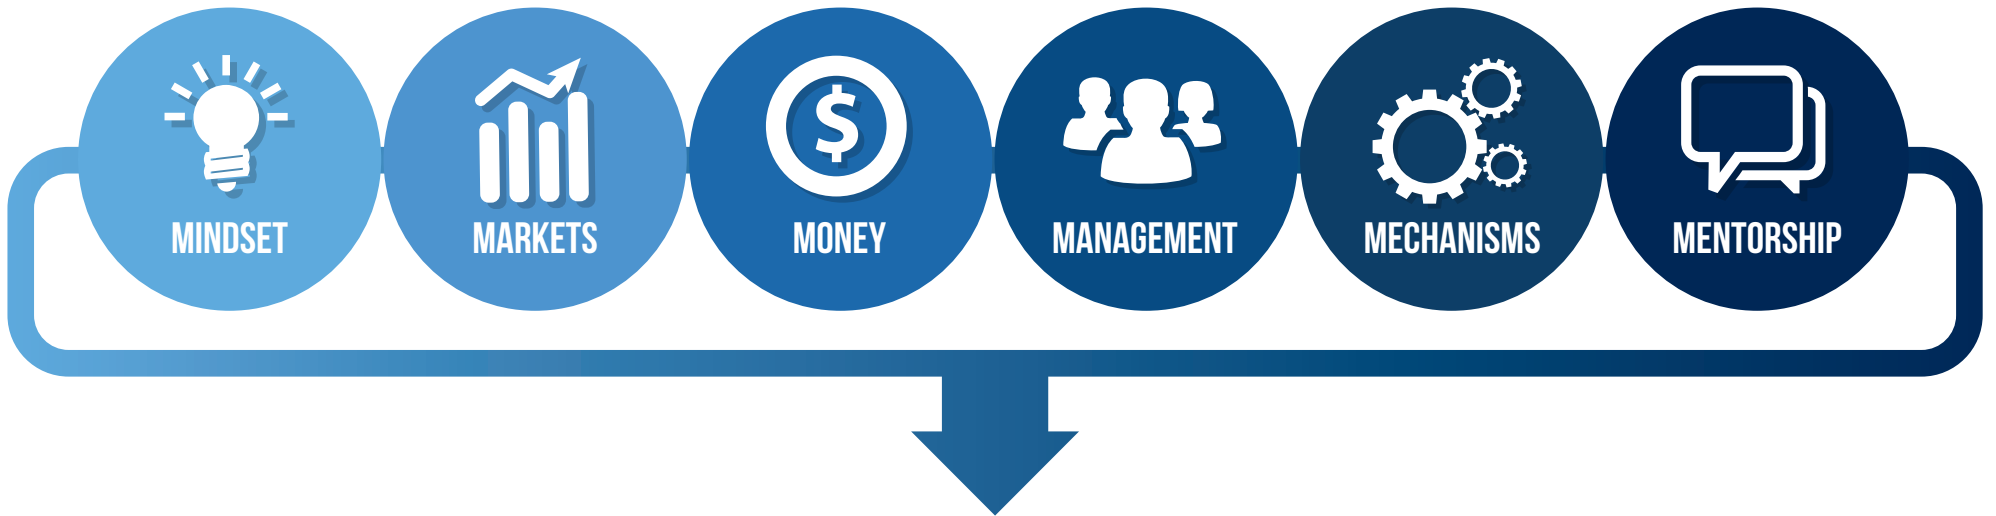 MINDSET
MARKETS
MONEY
MANAGEMENT
MECHANISMS
MENTORSHIP